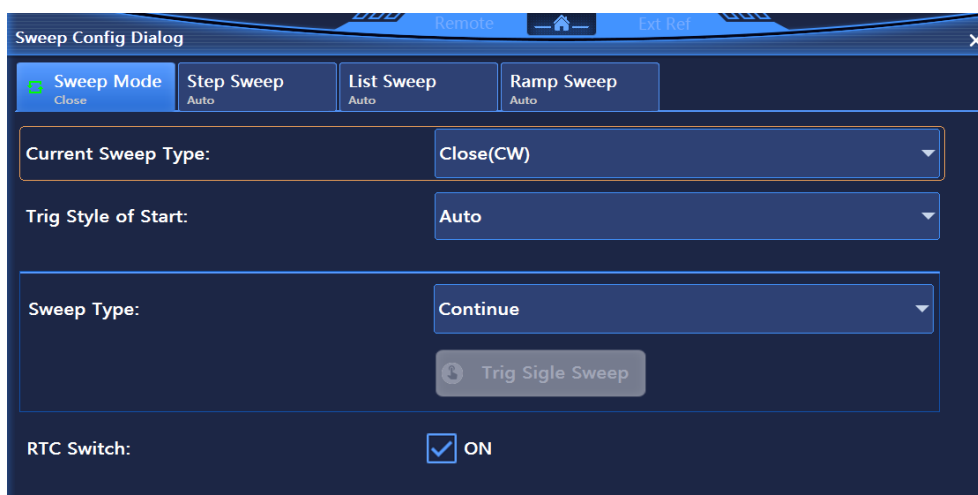 Remote Ext Ref
Sweep Config Dialog
Sweep Mode Step Sweep List Sweep Ramp Sweep
Close Auto Auto Auto
Current Sweep Type: Close(CW)
Trig Style of Start: Auto
Sweep Type: Continue
Trig Sigle Sweep
RTC Switch: ON